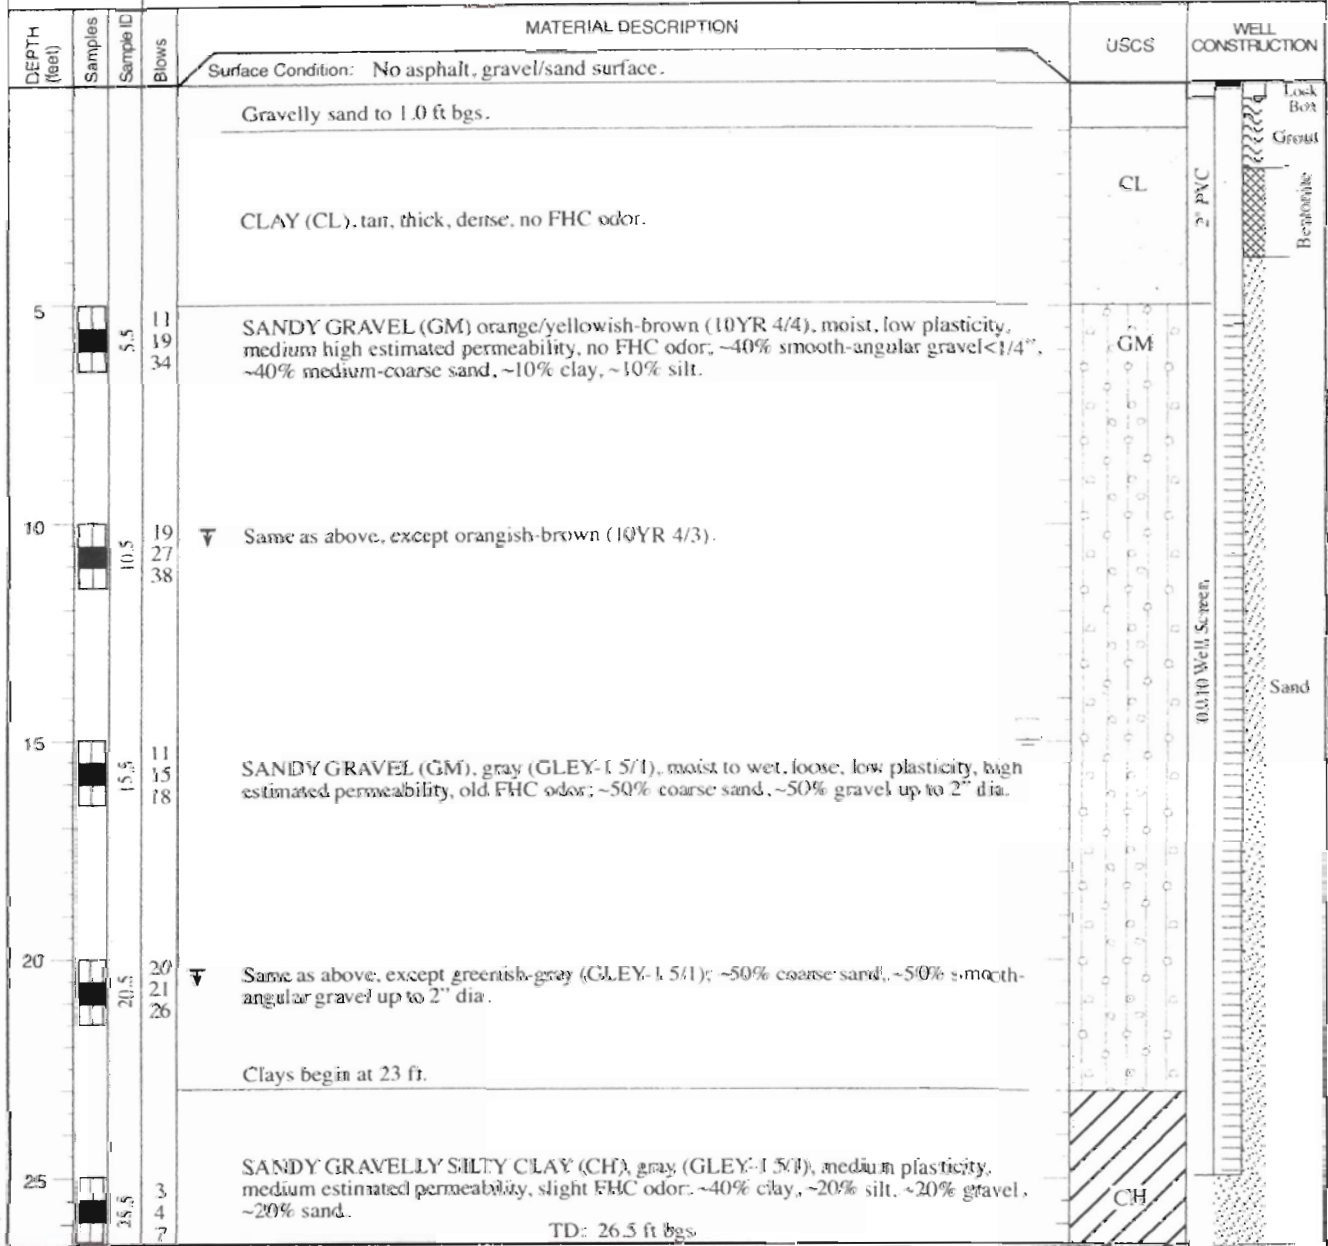 DEPTH (feet)
Samples
Sample ID
Blows
MATERIAL DESCRIPTION
USCS
WELL CONSTRUCTION
Surface Condition: No asphalt, gravel/sand surface.
Lock Box
Gravelly sand to 1.0 ft bgs.
Grout
CL
2" PVC
Bentonite
CLAY (CL), tan, thick, dense, no FHC odor.
5
5.5
11
19
34
SANDY GRAVEL (GM) orange/yellowish-brown (10YR 4/4), moist, low plasticity,
medium high estimated permeability, no FHC odor; ~40% smooth-angular gravel<1/4",
~40% medium-coarse sand, ~10% clay, ~10% silt.
GM
10
10.5
19
27
38
Same as above, except orangish-brown (10YR 4/3).
0.010 Well Screen
Sand
15
15.5
11
15
18
SANDY GRAVEL (GM), gray (GLEY-1 5/1), moist to wet, loose, low plasticity, high
estimated permeability, old FHC odor; ~50% coarse sand, ~50% gravel up to 2" dia.
20
20.5
20
21
26
Same as above, except greenish-gray (GLEY-1 5/1); ~50% coarse sand, ~50% smooth-
angular gravel up to 2" dia.
Clays begin at 23 ft.
25
25.5
3
4
7
SANDY GRAVELLY SILTY CLAY (CH), gray (GLEY-1 5/1), medium plasticity,
medium estimated permeability, slight FHC odor; ~40% clay, ~20% silt, ~20% gravel,
~20% sand.
CH
TD: 26.5 ft bgs.